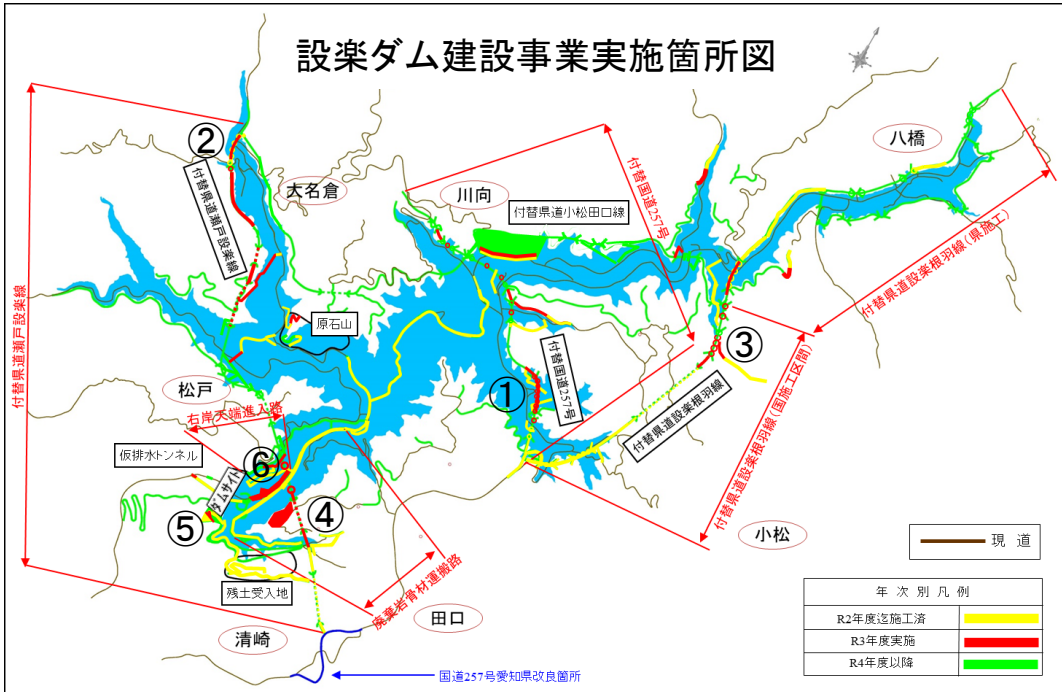 設楽ダム建設事業実施箇所図
八橋
②
大名倉
川向
付替国道257号
付替県道小松田口線
付替県道瀬戸設楽線
付替県道設楽根羽線(県施工)
付替県道瀬戸設楽線
原石山
③
松戸
①
付替国道257号
付替県道設楽根羽線
付替県道設楽根羽線(国施工区間)
右岸天端進入路
仮排水トンネル
⑥
ダムサイト
④
⑤
小松
現 道
残土受入地
廃棄岩骨材運搬路
田口
清崎
国道257号愛知県改良箇所
年 次 別 凡 例
R2年度迄施工済
R3年度実施
R4年度以降